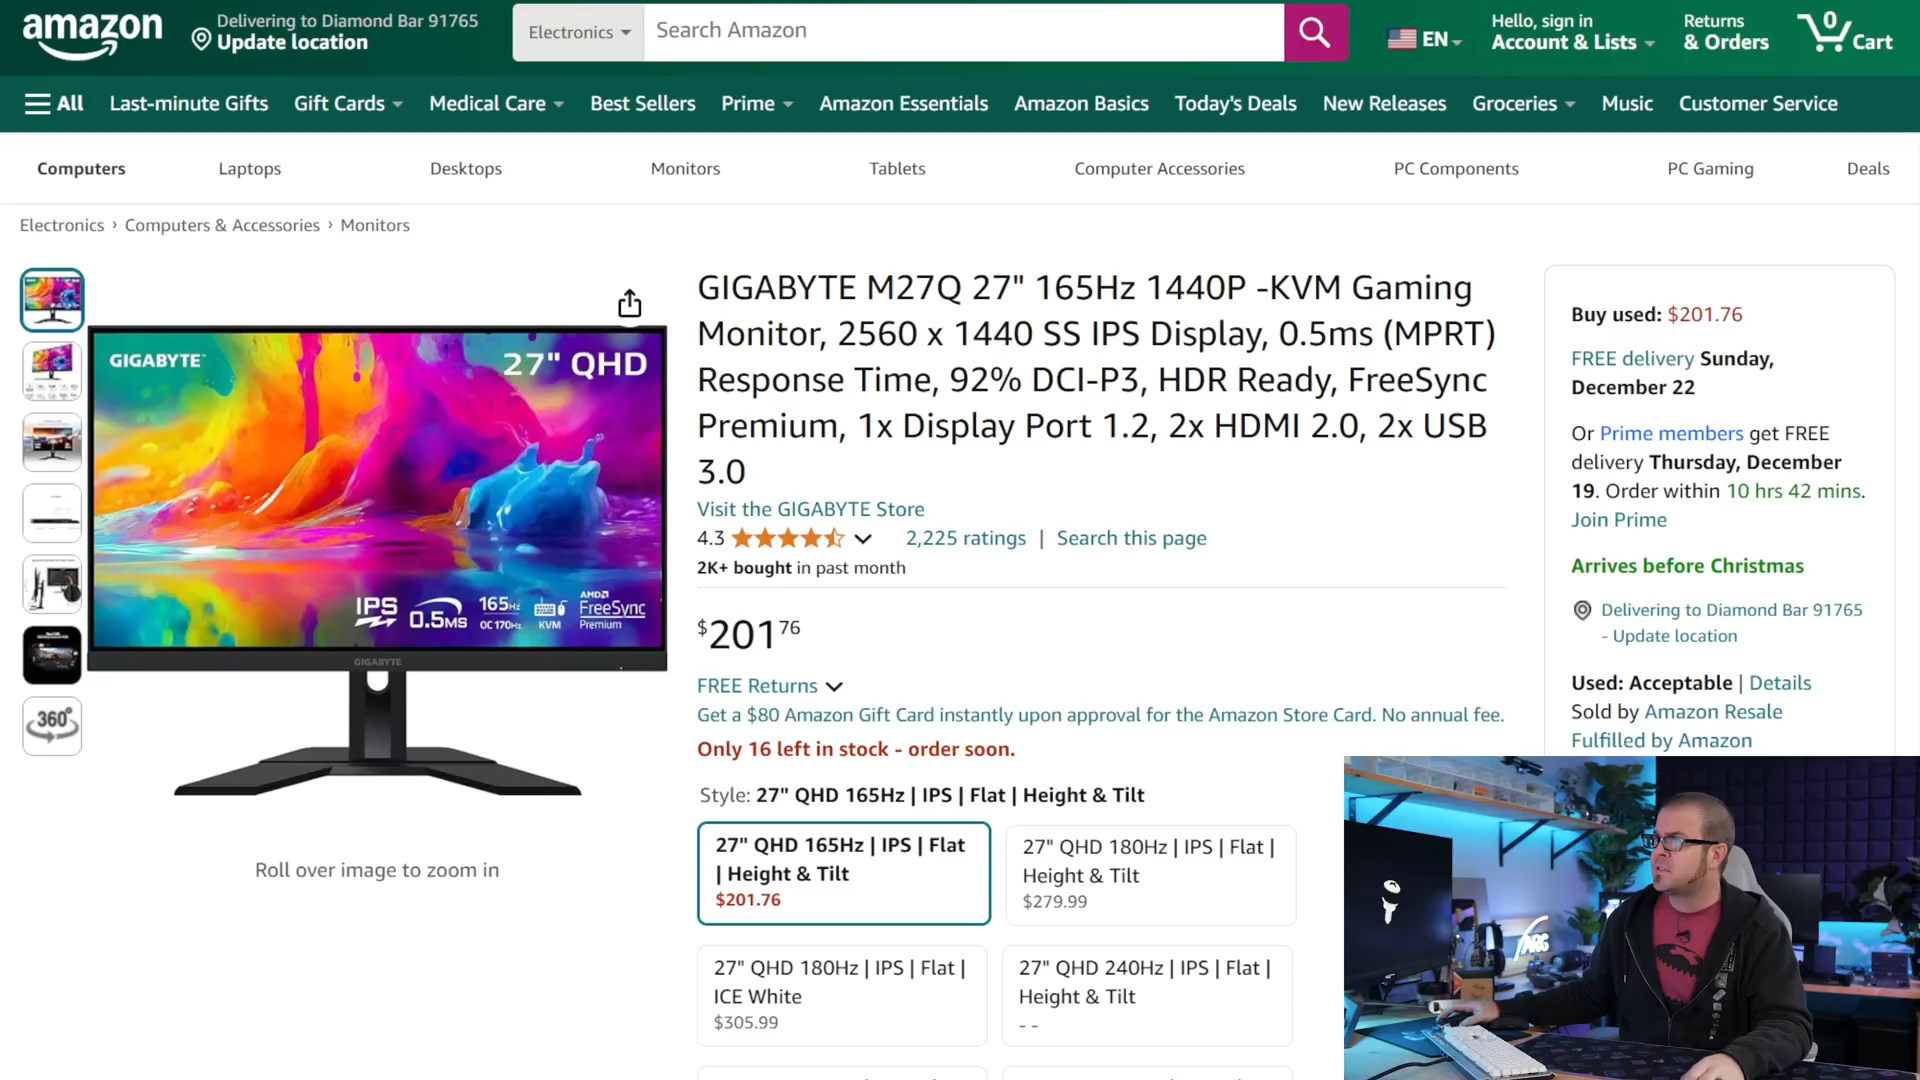 amazon
Delivering to Diamond Bar 91765
Update location
Electronics
Search Amazon
EN
Hello, sign in
Account & Lists
Returns
& Orders
0
Cart
All
Last-minute Gifts
Gift Cards
Medical Care
Best Sellers
Prime
Amazon Essentials
Amazon Basics
Today's Deals
New Releases
Groceries
Music
Customer Service
Computers
Laptops
Desktops
Monitors
Tablets
Computer Accessories
PC Components
PC Gaming
Deals
Electronics › Computers & Accessories › Monitors
GIGABYTE
27" QHD
IPS
0.5MS
165Hz
OC 170Hz
KVM
AMD
FreeSync
Premium
GIGABYTE
360°
Roll over image to zoom in
GIGABYTE M27Q 27" 165Hz 1440P -KVM Gaming
Monitor, 2560 x 1440 SS IPS Display, 0.5ms (MPRT)
Response Time, 92% DCI-P3, HDR Ready, FreeSync
Premium, 1x Display Port 1.2, 2x HDMI 2.0, 2x USB
3.0
Visit the GIGABYTE Store
4.3
2,225 ratings | Search this page
2K+ bought in past month
$201 76
FREE Returns
Get a $80 Amazon Gift Card instantly upon approval for the Amazon Store Card. No annual fee.
Only 16 left in stock - order soon.
Style: 27" QHD 165Hz | IPS | Flat | Height & Tilt
27" QHD 165Hz | IPS | Flat
| Height & Tilt
$201.76
27" QHD 180Hz | IPS | Flat |
Height & Tilt
$279.99
27" QHD 180Hz | IPS | Flat |
ICE White
$305.99
27" QHD 240Hz | IPS | Flat |
Height & Tilt
- -
Buy used: $201.76
FREE delivery Sunday,
December 22
Or Prime members get FREE
delivery Thursday, December
19. Order within 10 hrs 42 mins.
Join Prime
Arrives before Christmas
Delivering to Diamond Bar 91765
- Update location
Used: Acceptable | Details
Sold by Amazon Resale
Fulfilled by Amazon
ARG